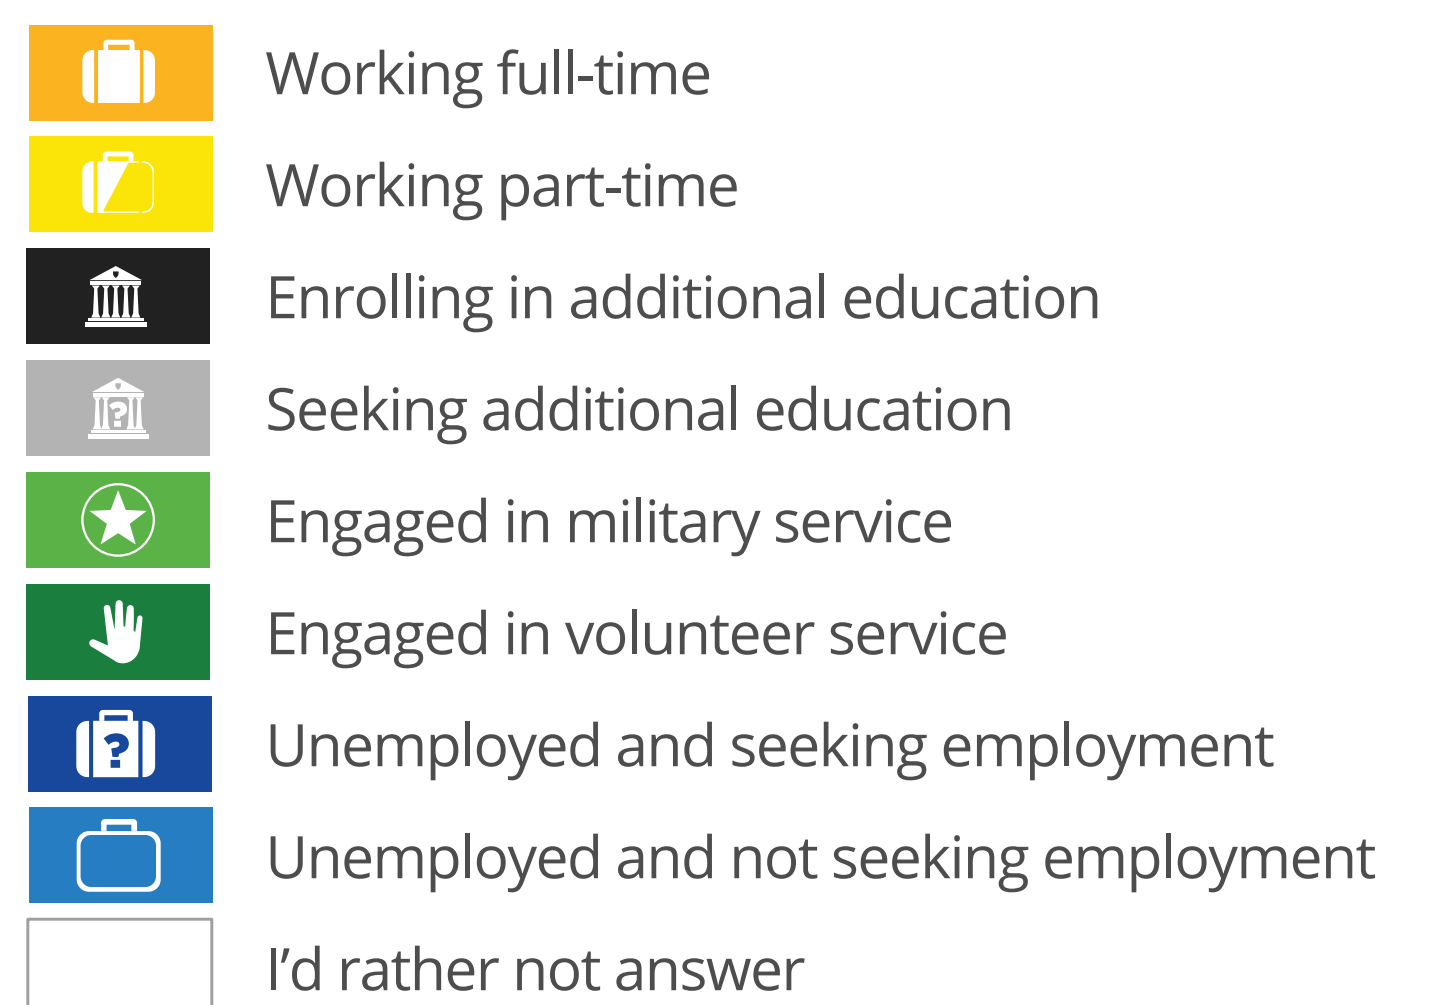 Working full-time
Working part-time
Enrolling in additional education
Seeking additional education
Engaged in military service
Engaged in volunteer service
?
Unemployed and seeking employment
Unemployed and not seeking employment
I’d rather not answer